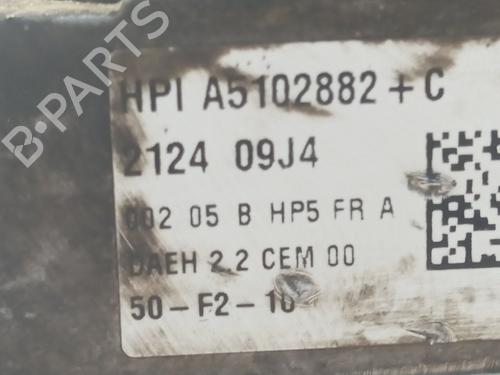 B-PARTS
HPI A5102882+C
2124 09J4
002 05 B HP5 FR A
DAEH 2.2 CEM 00
50-F2-10